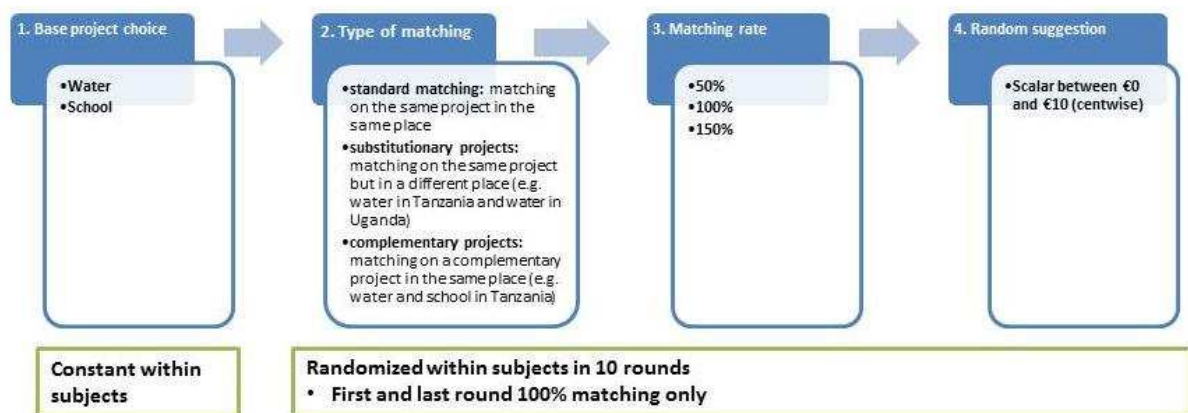 1. Base project choice
•Water
•School
2. Type of matching
•standard matching: matching
on the same project in the
same place
•substitutionary projects:
matching on the same project
but in a different place (e.g.
water in Tanzania and water in
Uganda)
•complementary projects:
matching on a complementary
project in the same place (e.g.
water and school in Tanzania)
3. Matching rate
•50%
•100%
•150%
4. Random suggestion
•Scalar between €0
and €10 (centwise)
Constant within
subjects
Randomized within subjects in 10 rounds
• First and last round 100% matching only